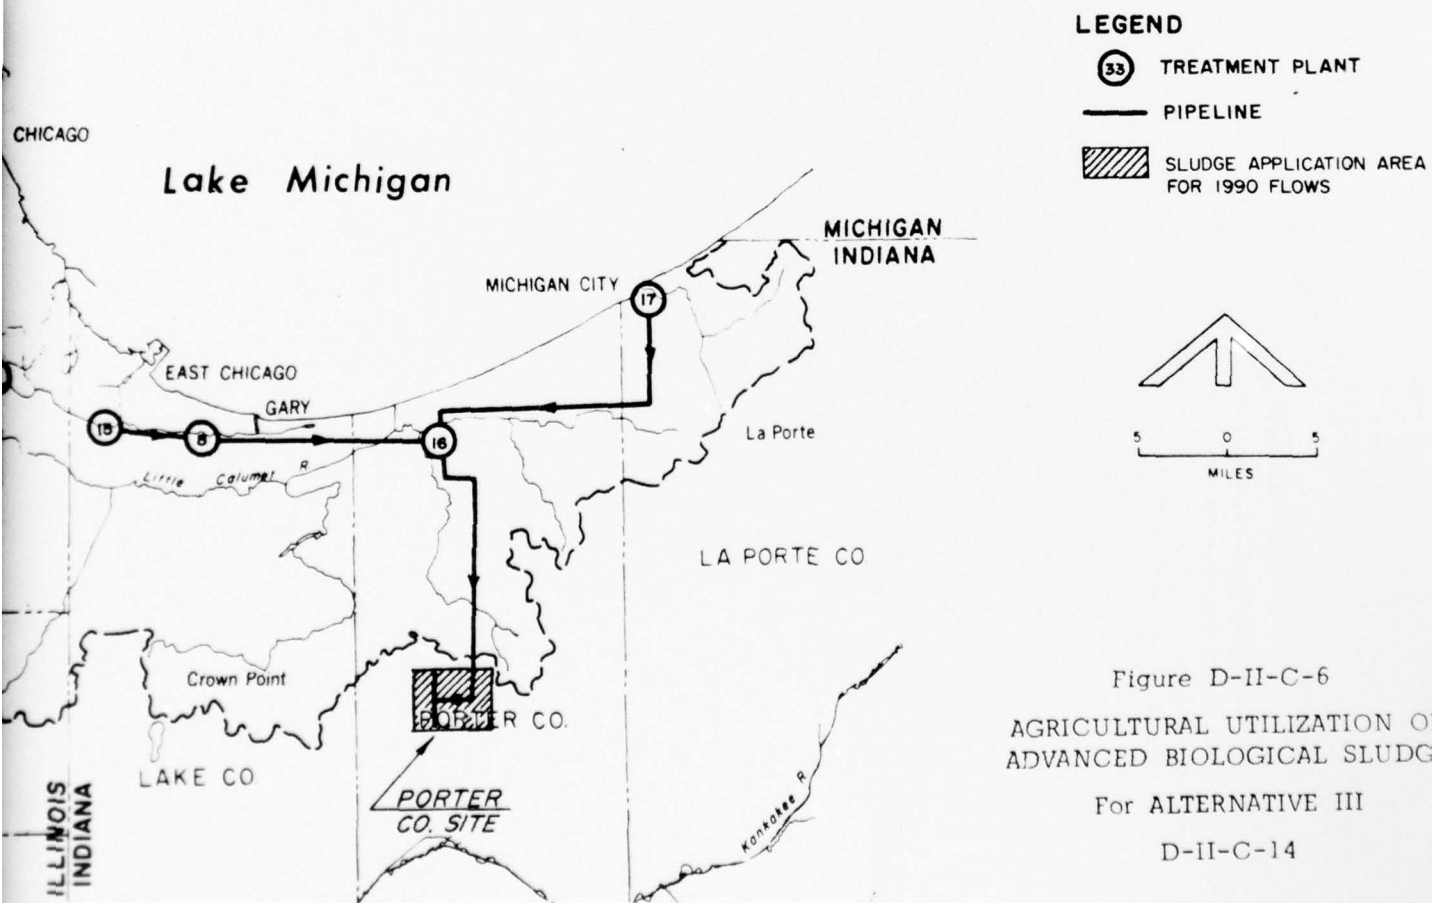 LEGEND
33 TREATMENT PLANT
PIPELINE
SLUDGE APPLICATION AREA
FOR 1990 FLOWS
CHICAGO
Lake Michigan
MICHIGAN
INDIANA
MICHIGAN CITY
17
EAST CHICAGO
GARY
8
16
La Porte
Little Calumet R
5 0 5
MILES
LA PORTE CO.
Crown Point
PORTER CO.
LAKE CO
PORTER
CO. SITE
Kankakee R
ILLINOIS
INDIANA
Figure D-II-C-6
AGRICULTURAL UTILIZATION O
ADVANCED BIOLOGICAL SLUDG
For ALTERNATIVE III
D-II-C-14